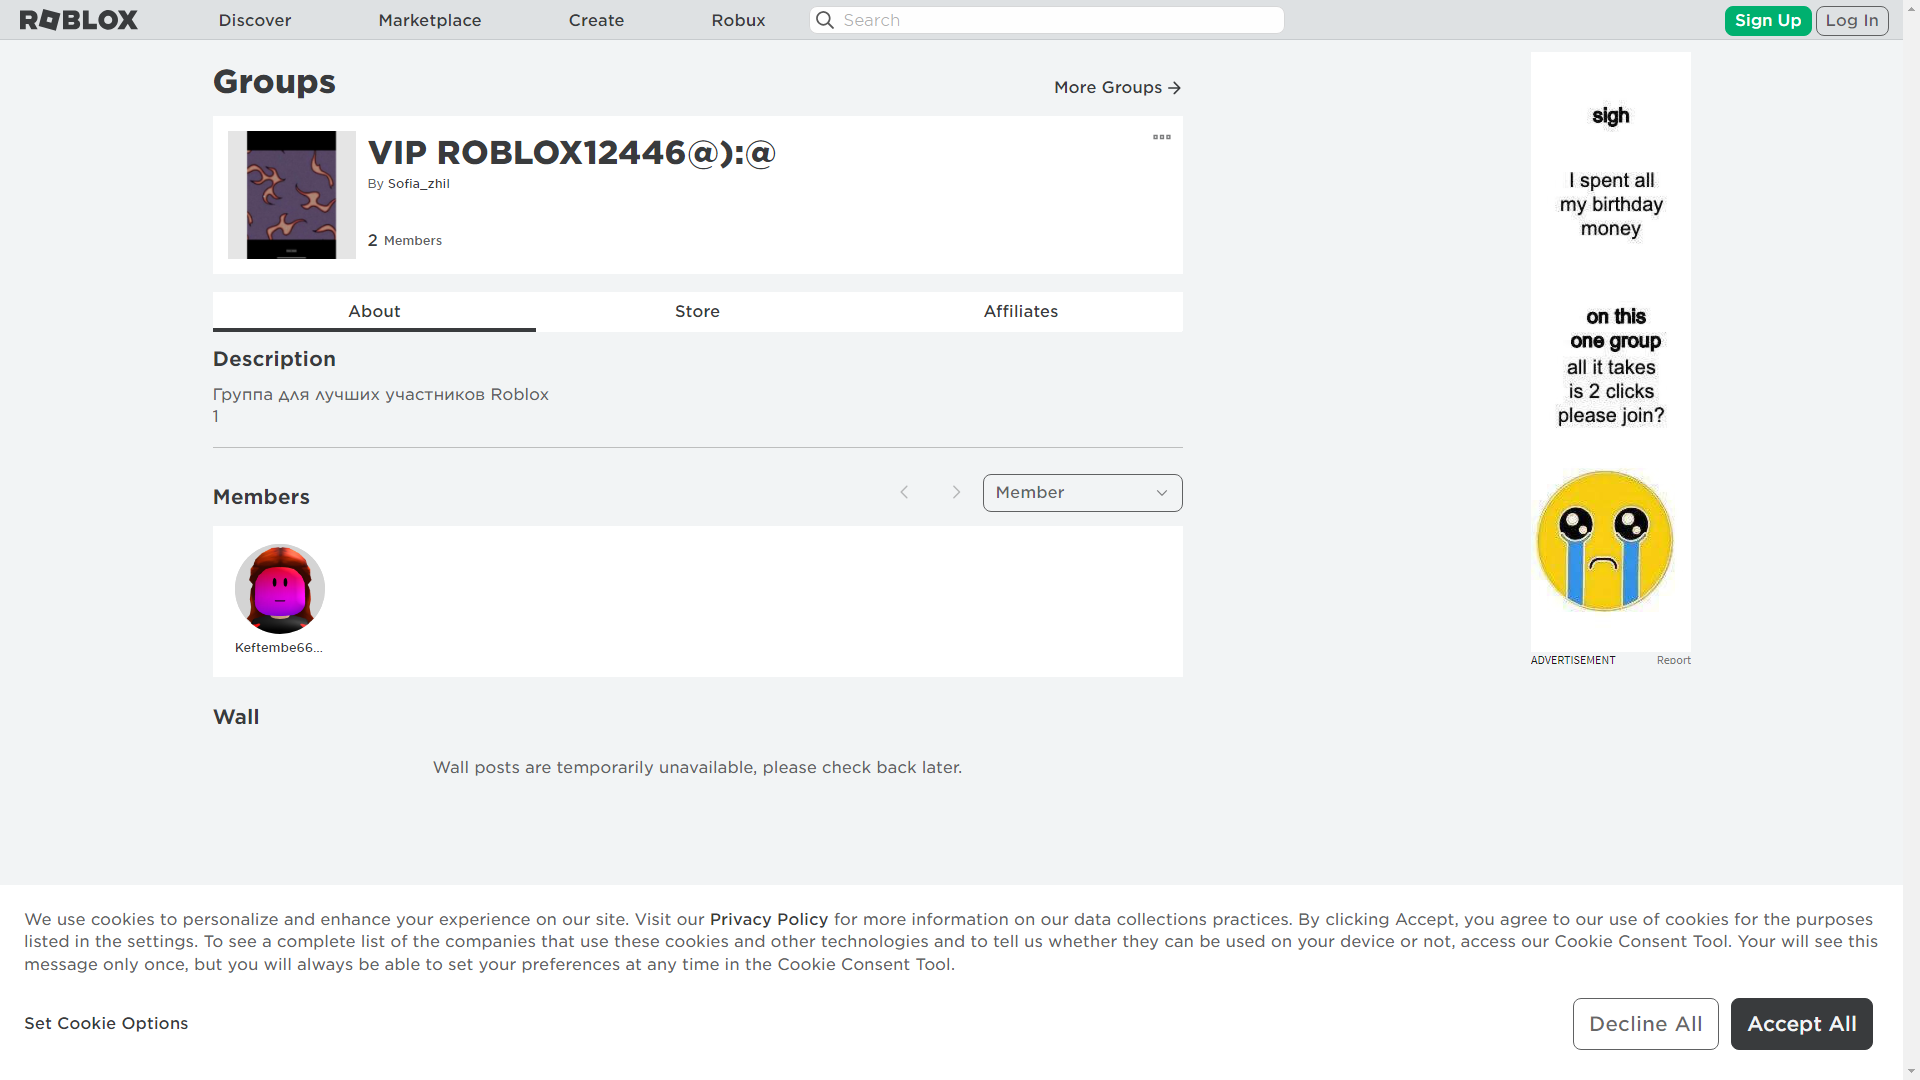 ROBLOX
Discover
Marketplace
Create
Robux
Search
Sign Up
Log In
Groups
More Groups
VIP ROBLOX12446@):@
By Sofia_zhil
2 Members
About
Store
Affiliates
Description
Группа для лучших участников Roblox
1
Members
Member
Keftembe66...
Wall
Wall posts are temporarily unavailable, please check back later.
sigh
I spent all
my birthday
money
on this
one group
all it takes
is 2 clicks
please join?
ADVERTISEMENT
Report
We use cookies to personalize and enhance your experience on our site. Visit our Privacy Policy for more information on our data collections practices. By clicking Accept, you agree to our use of cookies for the purposes
listed in the settings. To see a complete list of the companies that use these cookies and other technologies and to tell us whether they can be used on your device or not, access our Cookie Consent Tool. Your will see this
message only once, but you will always be able to set your preferences at any time in the Cookie Consent Tool.
Set Cookie Options
Decline All
Accept All